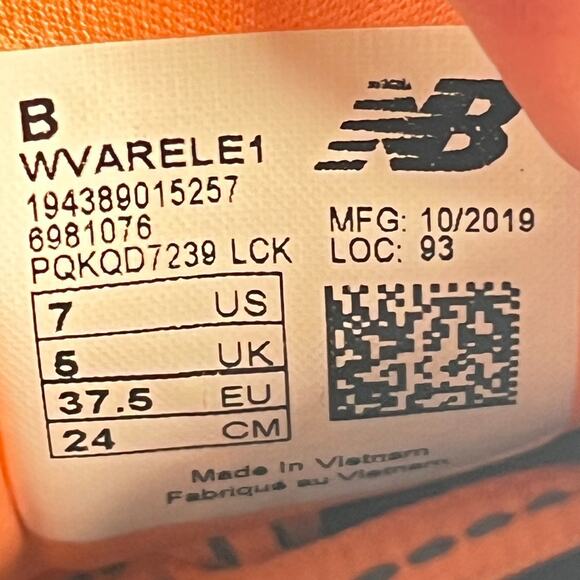 B
WVARELE1
194389015257
6981076
PQKQD7239 LCK
NB
MFG: 10/2019
LOC: 93
7 US
5 UK
37.5 EU
24 CM
Made In Vietnam
Fabriqué au Vietnam